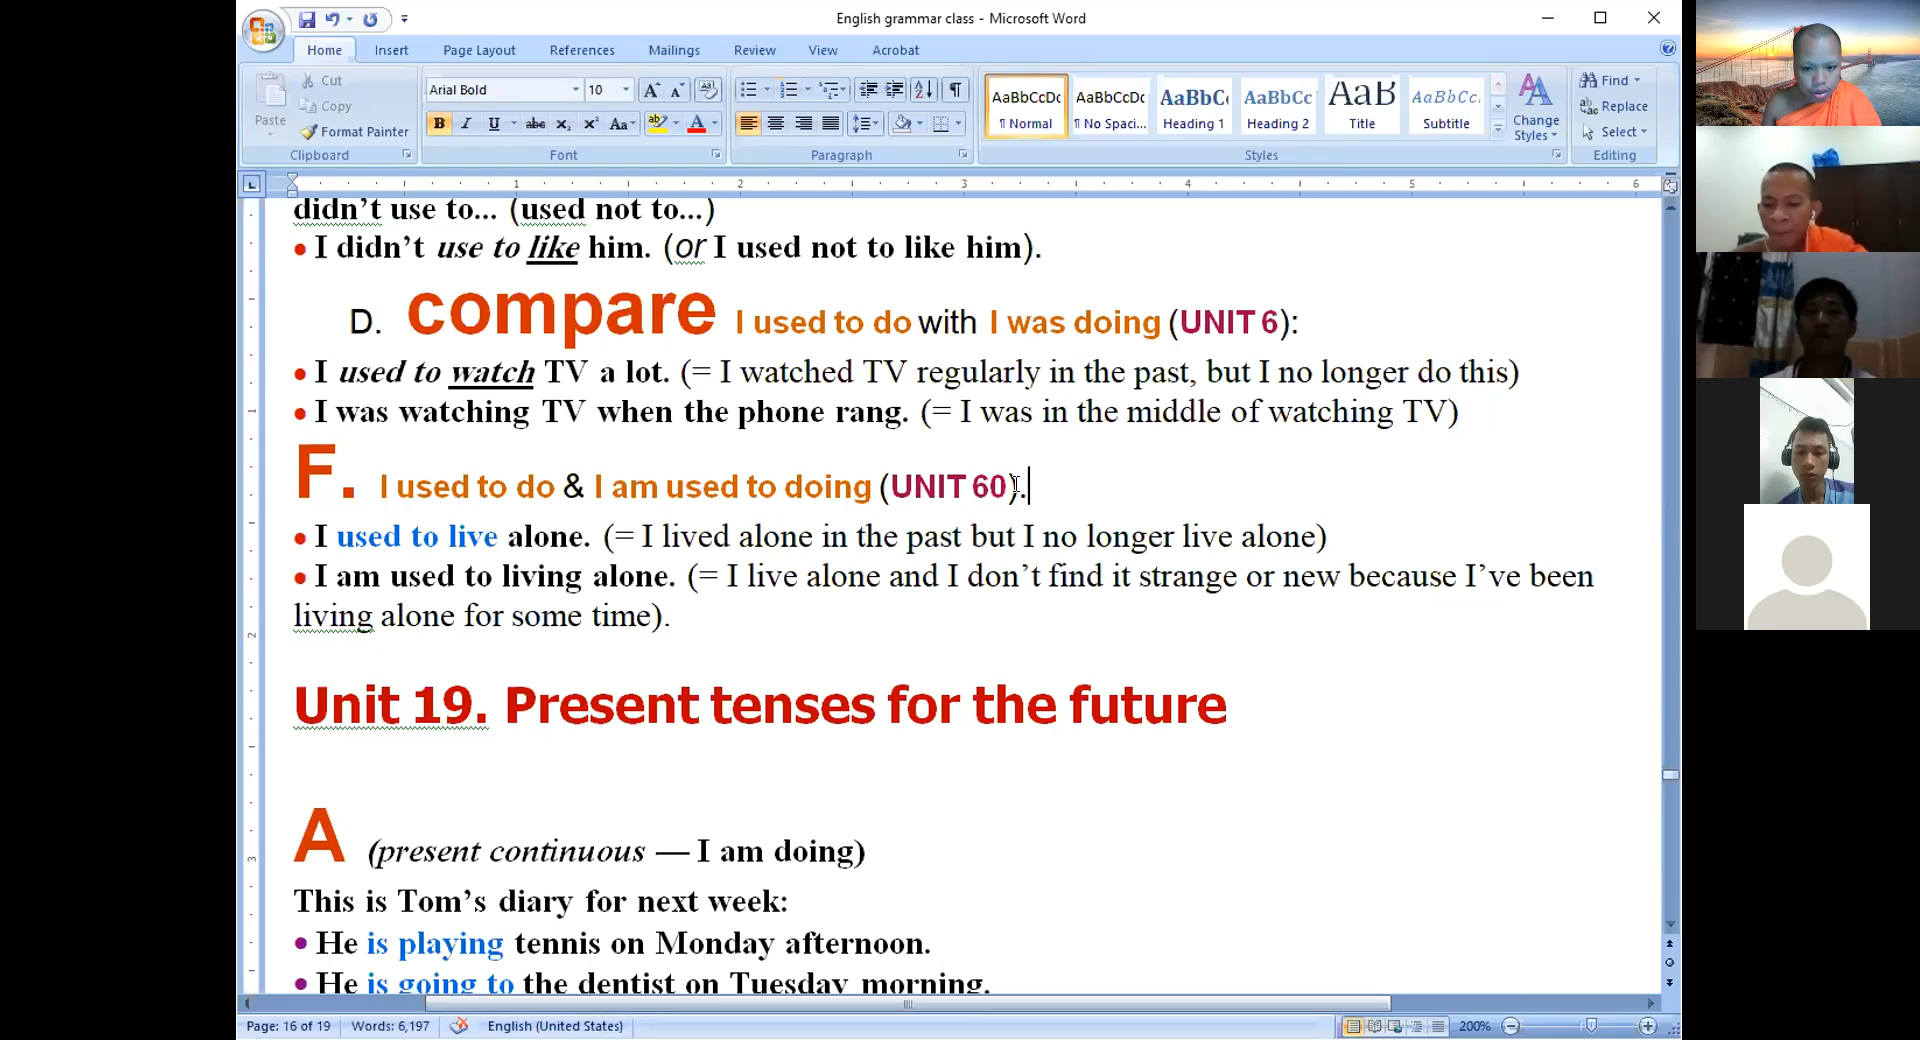 English grammar class - Microsoft Word
Home Insert Page Layout References Mailings Review View Acrobat
Paste
Cut
Copy
Format Painter
Clipboard
Arial Bold 10
Font
Paragraph
AaBbCcDc AaBbCcDc AaBbC AaBbCc AaB AaBbCc.
¶ Normal ¶ No Spaci... Heading 1 Heading 2 Title Subtitle
Change Styles
Styles
Find
Replace
Select
Editing
1 2 3 4 5 6
didn’t use to... (used not to...)
• I didn’t use to like him. (or I used not to like him).
D. compare I used to do with I was doing (UNIT 6):
• I used to watch TV a lot. (= I watched TV regularly in the past, but I no longer do this)
• I was watching TV when the phone rang. (= I was in the middle of watching TV)
F. I used to do & I am used to doing (UNIT 60).
• I used to live alone. (= I lived alone in the past but I no longer live alone)
• I am used to living alone. (= I live alone and I don’t find it strange or new because I’ve been
living alone for some time).
Unit 19. Present tenses for the future
A (present continuous — I am doing)
This is Tom’s diary for next week:
• He is playing tennis on Monday afternoon.
• He is going to the dentist on Tuesday morning.
Page: 16 of 19 Words: 6,197 English (United States) 200%